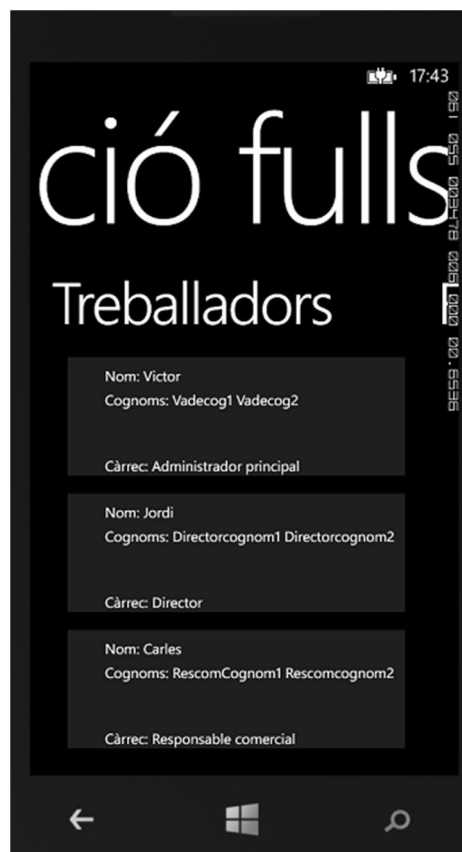 17:43
ció fulls
Treballadors
Nom: Victor
Cognoms: Vadecog1 Vadecog2
Càrrec: Administrador principal
Nom: Jordi
Cognoms: Directorcognom1 Directorcognom2
Càrrec: Director
Nom: Carles
Cognoms: RescomCognom1 Rescomcognom2
Càrrec: Responsable comercial